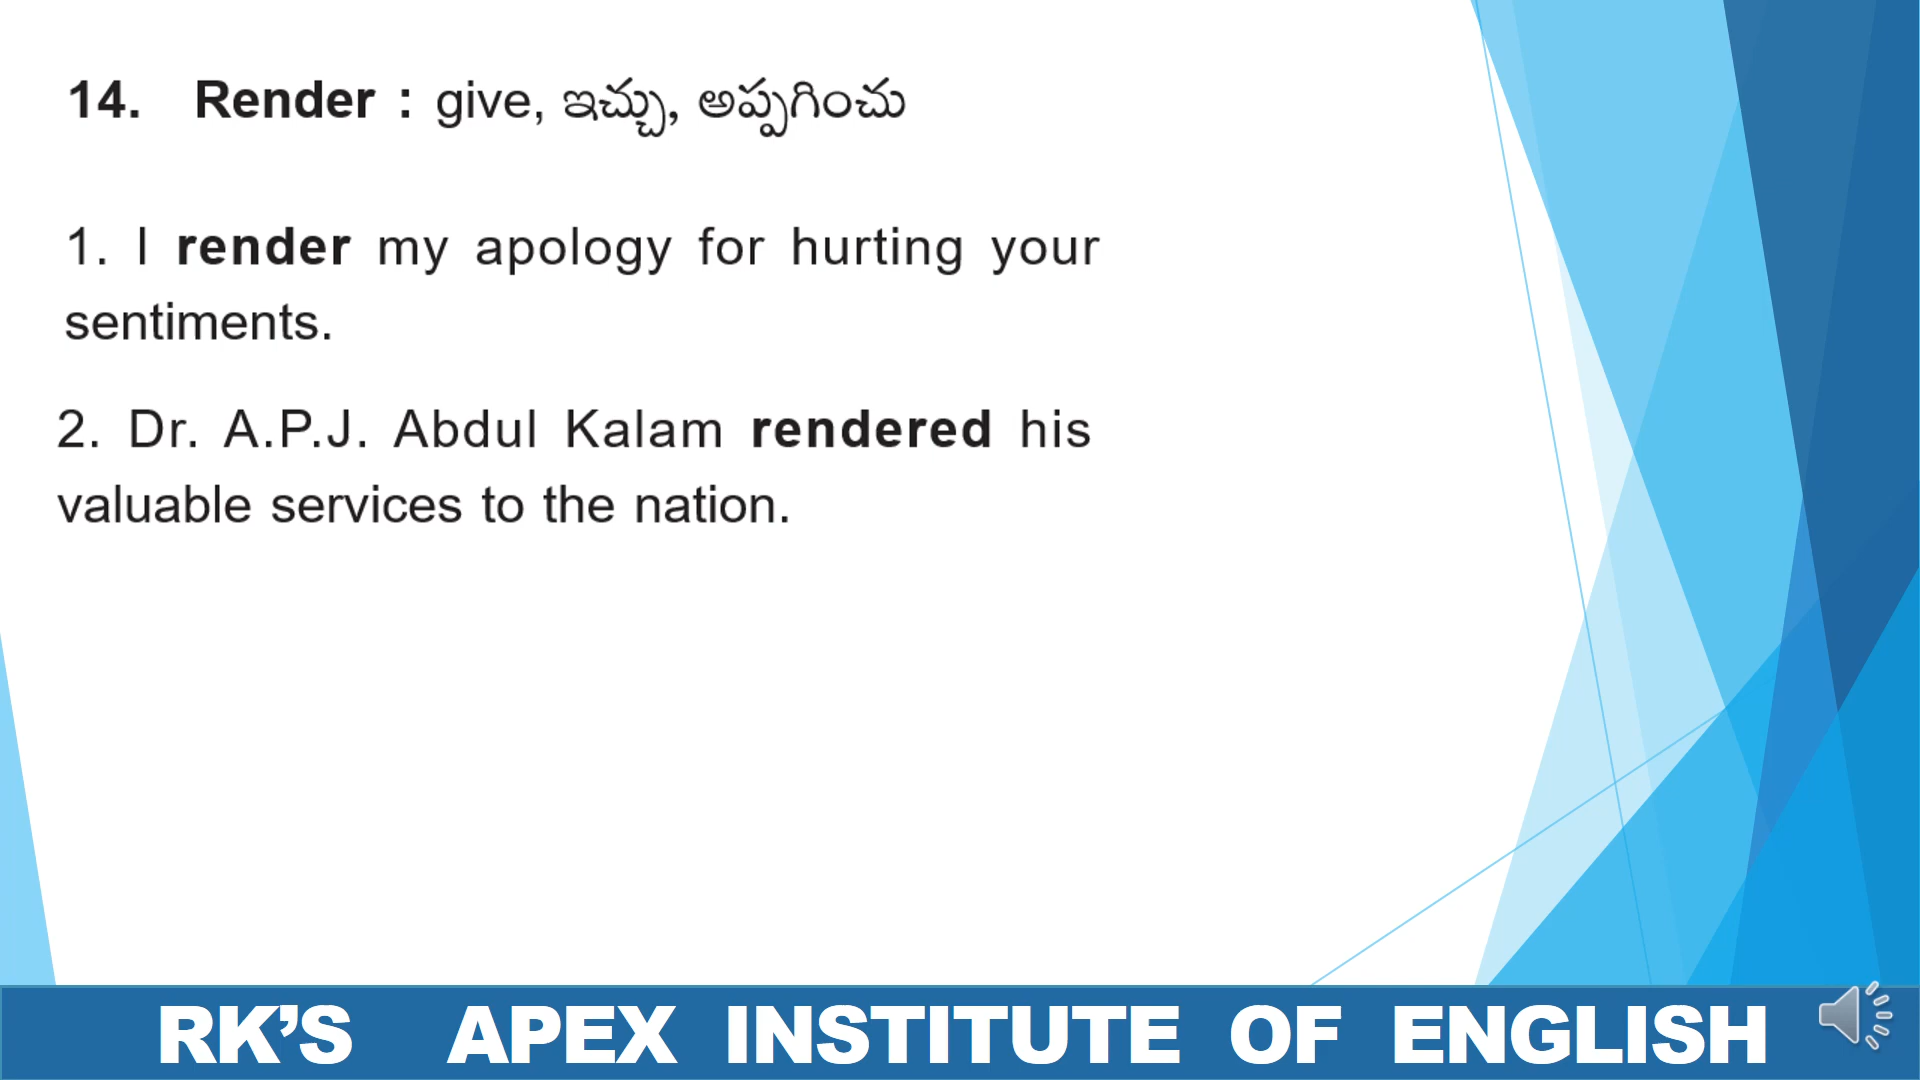 14. Render : give, ఇచ్చు, అప్పగించు
1. I render my apology for hurting your
sentiments.
2. Dr. A.P.J. Abdul Kalam rendered his
valuable services to the nation.
RK’S APEX INSTITUTE OF ENGLISH